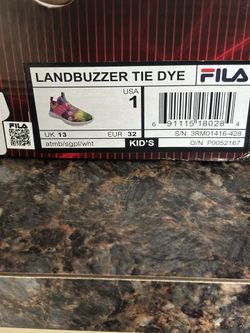 LANDBUZZER TIE DYE FILA
FILA
USA
1
UK 13
EUR 32
atmb/sgpl/wht
KID'S
6 91115 18028 4
S/N 3RM01416-428
O/N P0052167